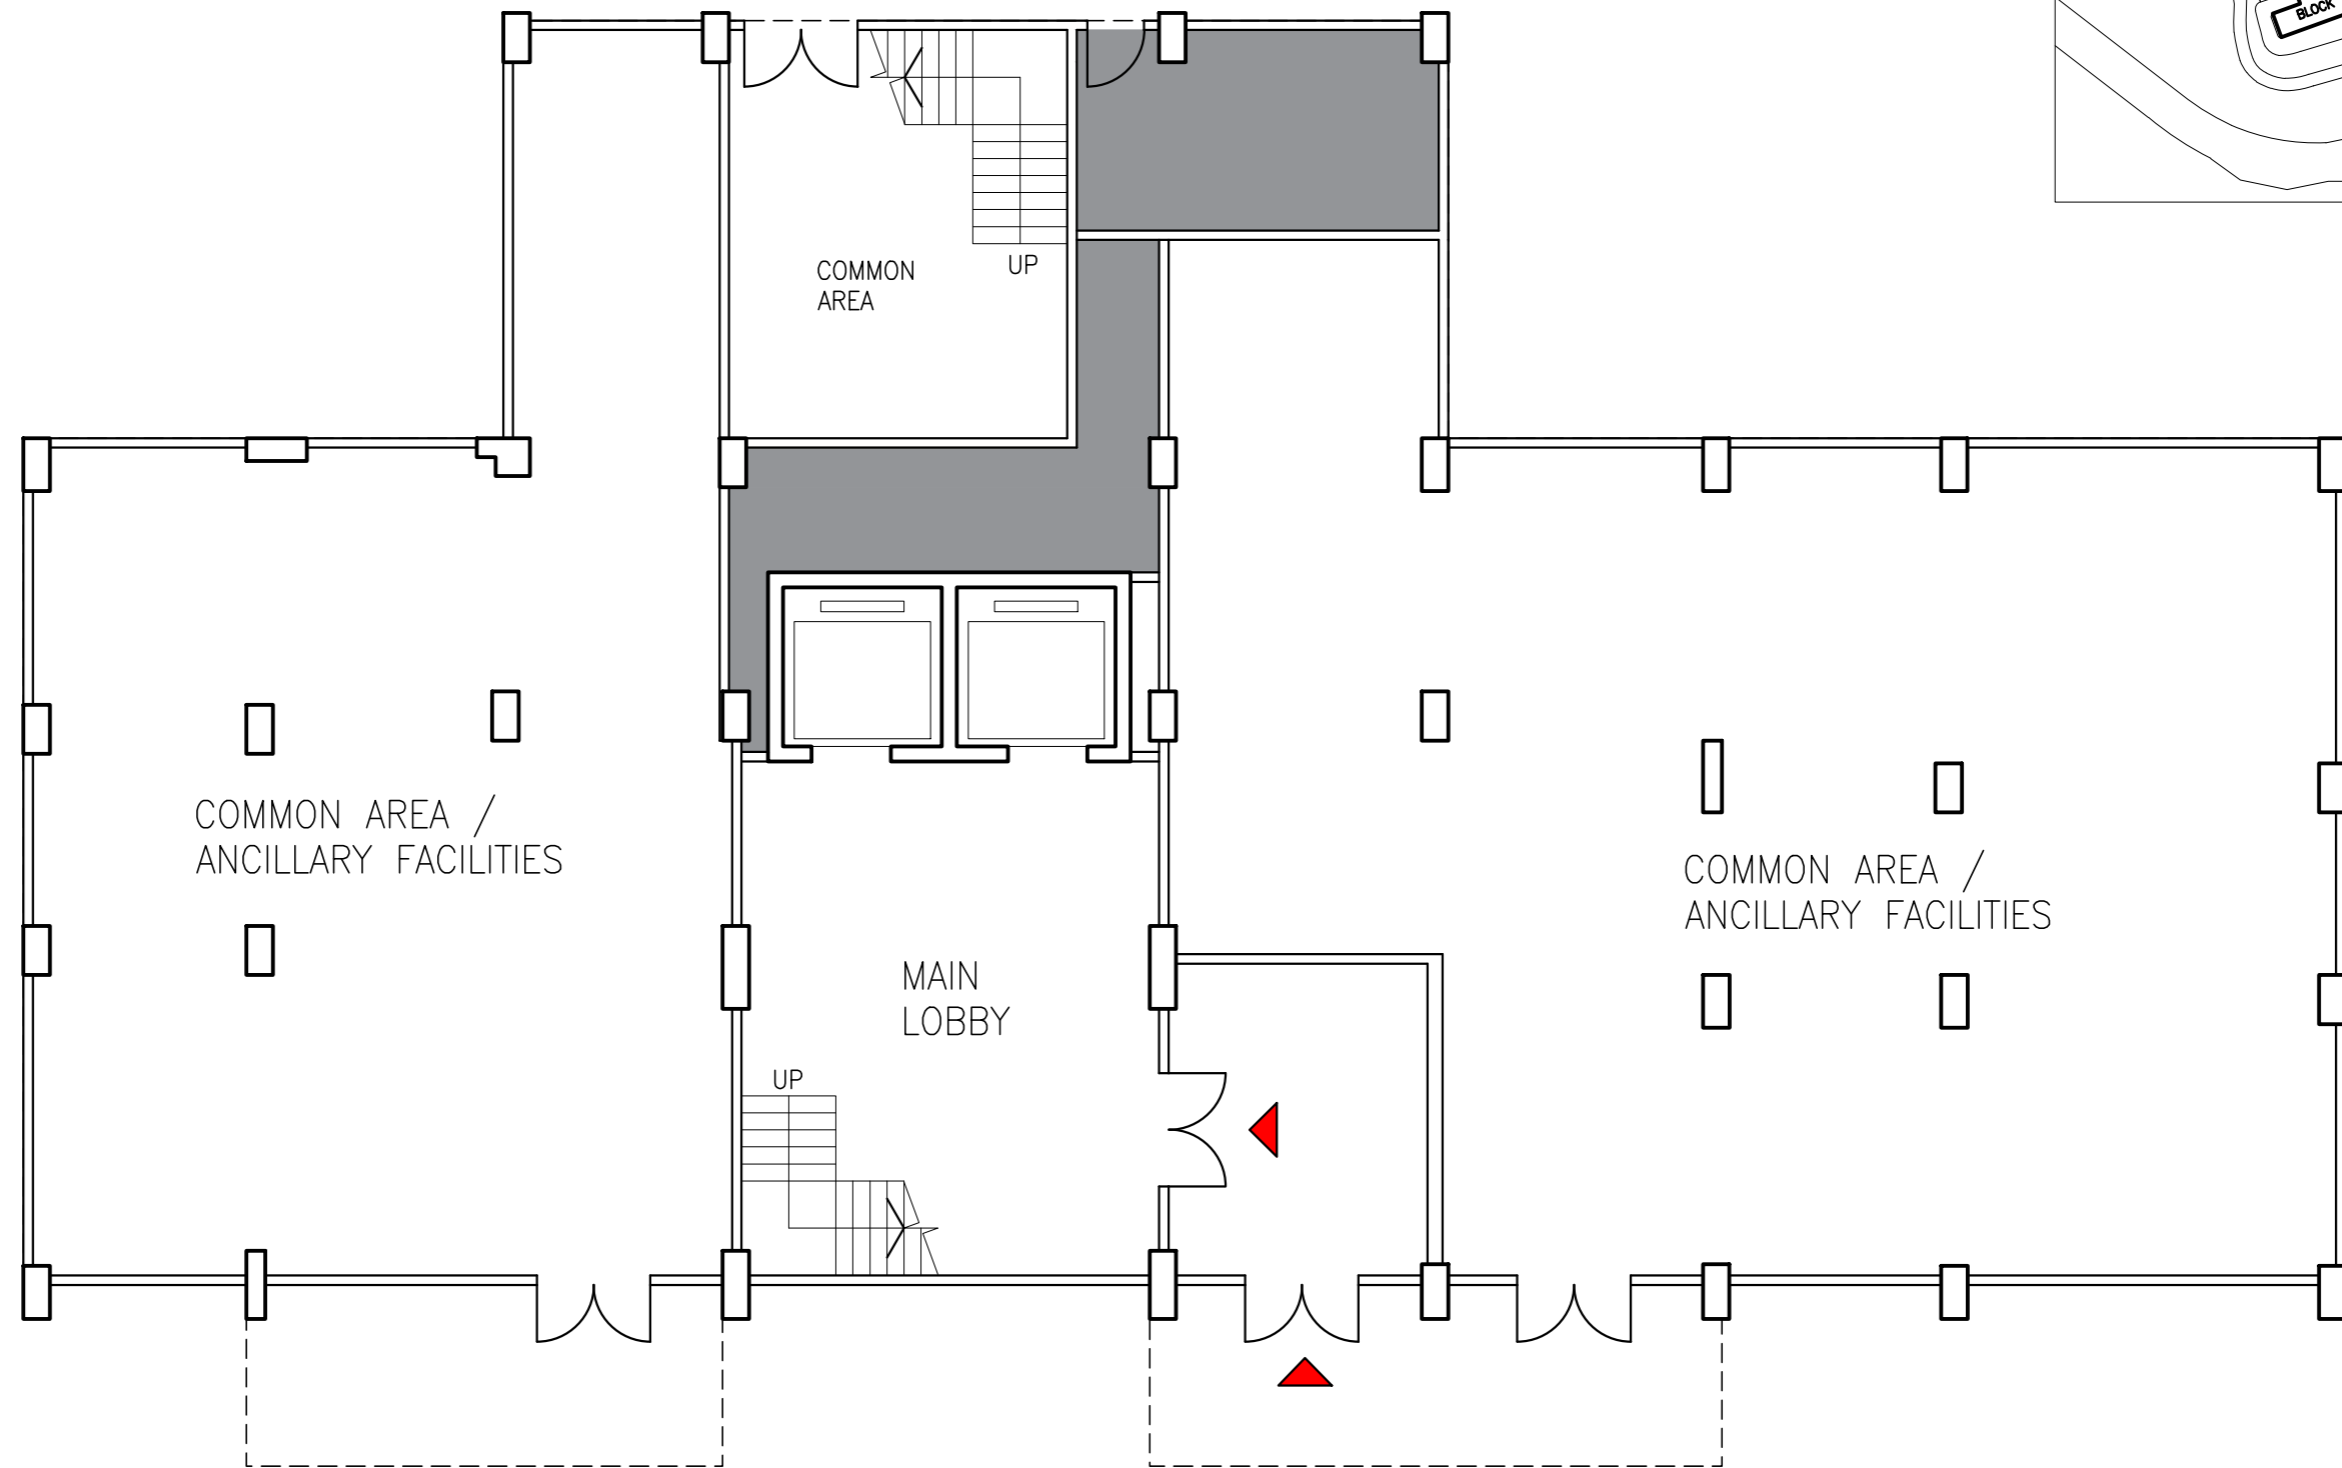 BLOCK
UP
COMMON
AREA
COMMON AREA /
ANCILLARY FACILITIES
COMMON AREA /
ANCILLARY FACILITIES
MAIN
LOBBY
UP